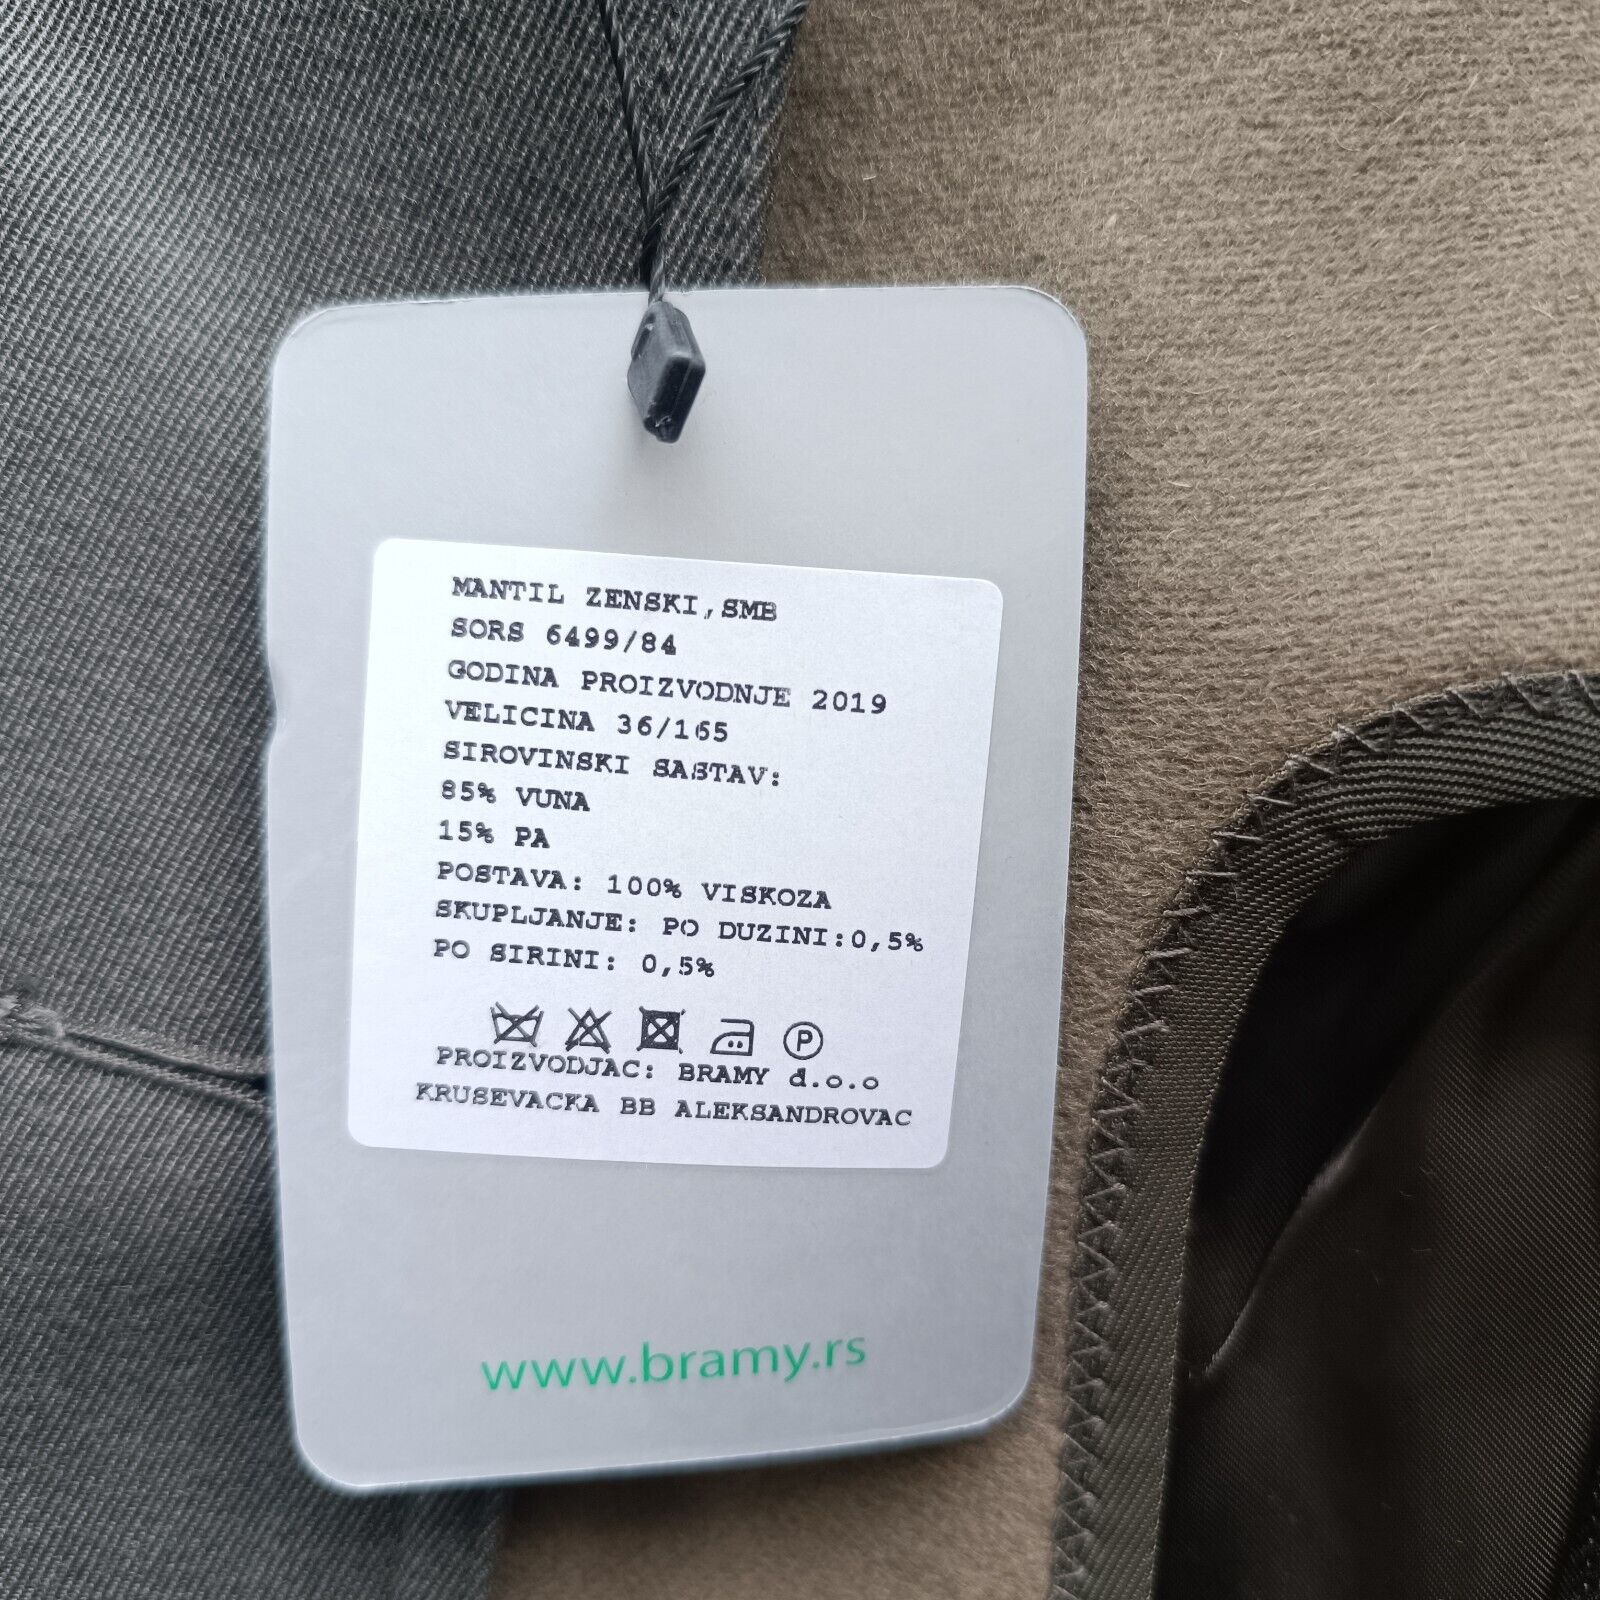 MANTIL ZENSKI,SMB
SORS 6499/84
GODINA PROIZVODNJE 2019
VELICINA 36/165
SIROVINSKI SASTAV:
85% VUNA
15% PA
POSTAVA: 100% VISKOZA
SKUPLJANJE: PO DUZINI:0,5%
PO SIRINI: 0,5%
P
PROIZVODJAC: BRAMY d.o.o
KRUSEVACKA BB ALEKSANDROVAC
www.bramy.rs